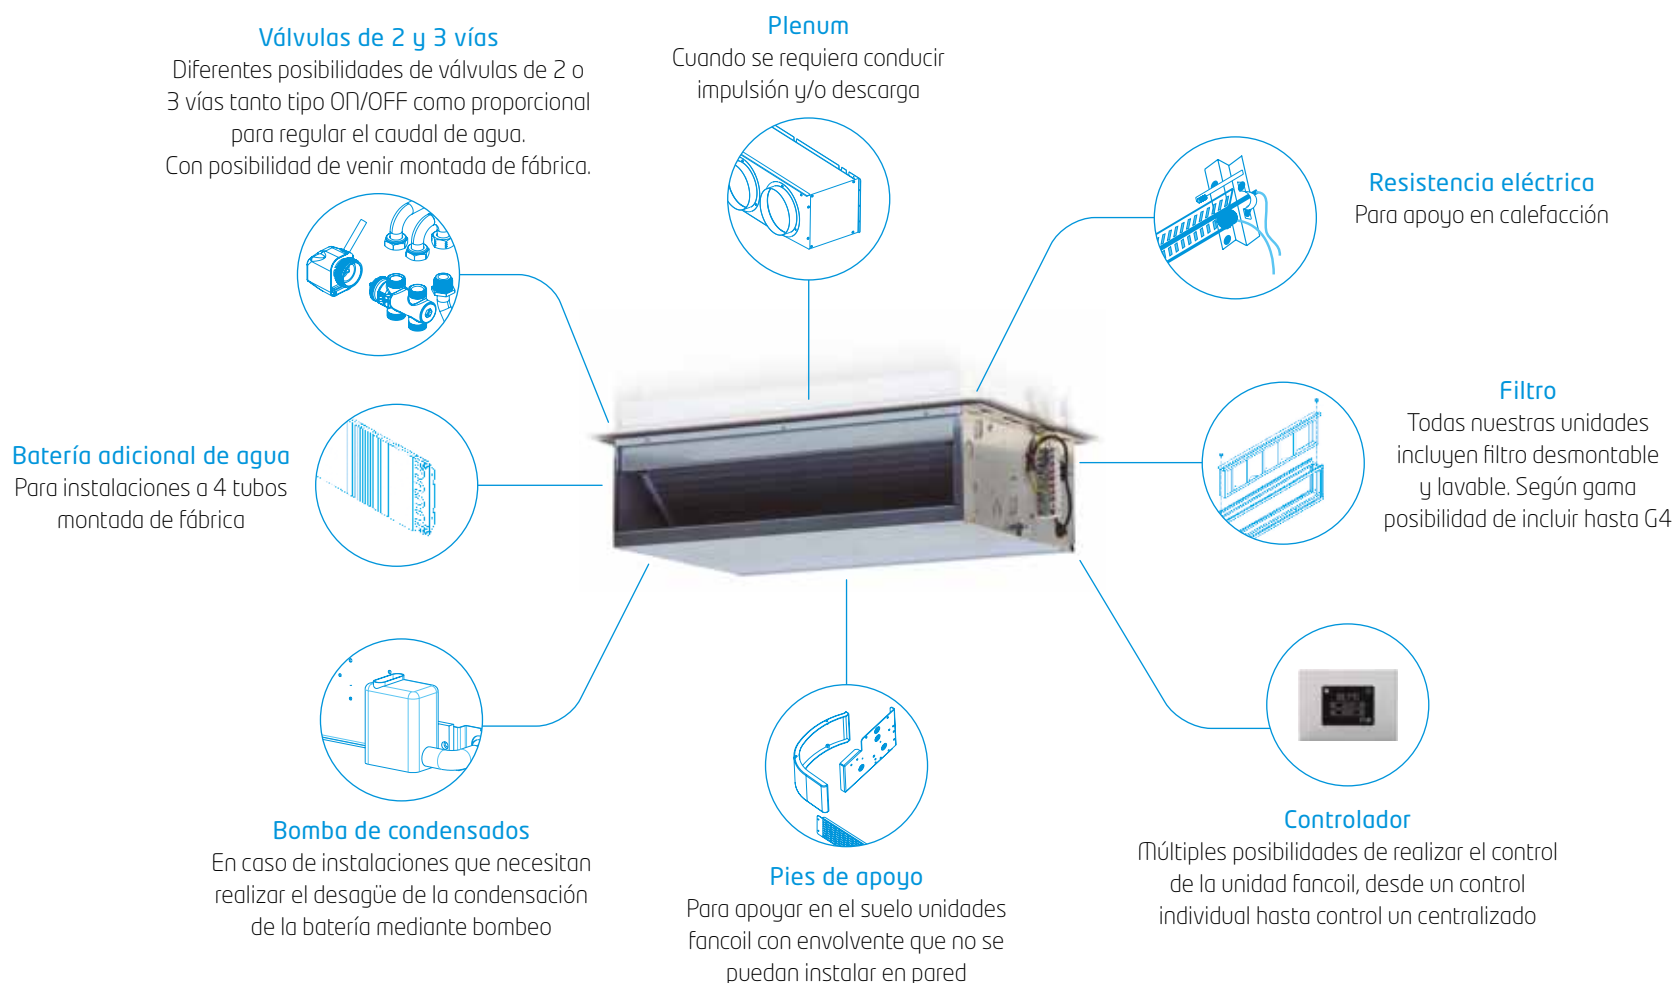 Válvulas de 2 y 3 vías
Diferentes posibilidades de válvulas de 2 o
3 vías tanto tipo ON/OFF como proporcional
para regular el caudal de agua.
Con posibilidad de venir montada de fábrica.
Plenum
Cuando se requiera conducir
impulsión y/o descarga
Resistencia eléctrica
Para apoyo en calefacción
Batería adicional de agua
Para instalaciones a 4 tubos
montada de fábrica
Filtro
Todas nuestras unidades
incluyen filtro desmontable
y lavable. Según gama
posibilidad de incluir hasta G4
Bomba de condensados
En caso de instalaciones que necesitan
realizar el desagüe de la condensación
de la batería mediante bombeo
Pies de apoyo
Para apoyar en el suelo unidades
fancoil con envolvente que no se
puedan instalar en pared
Controlador
Múltiples posibilidades de realizar el control
de la unidad fancoil, desde un control
individual hasta control un centralizado